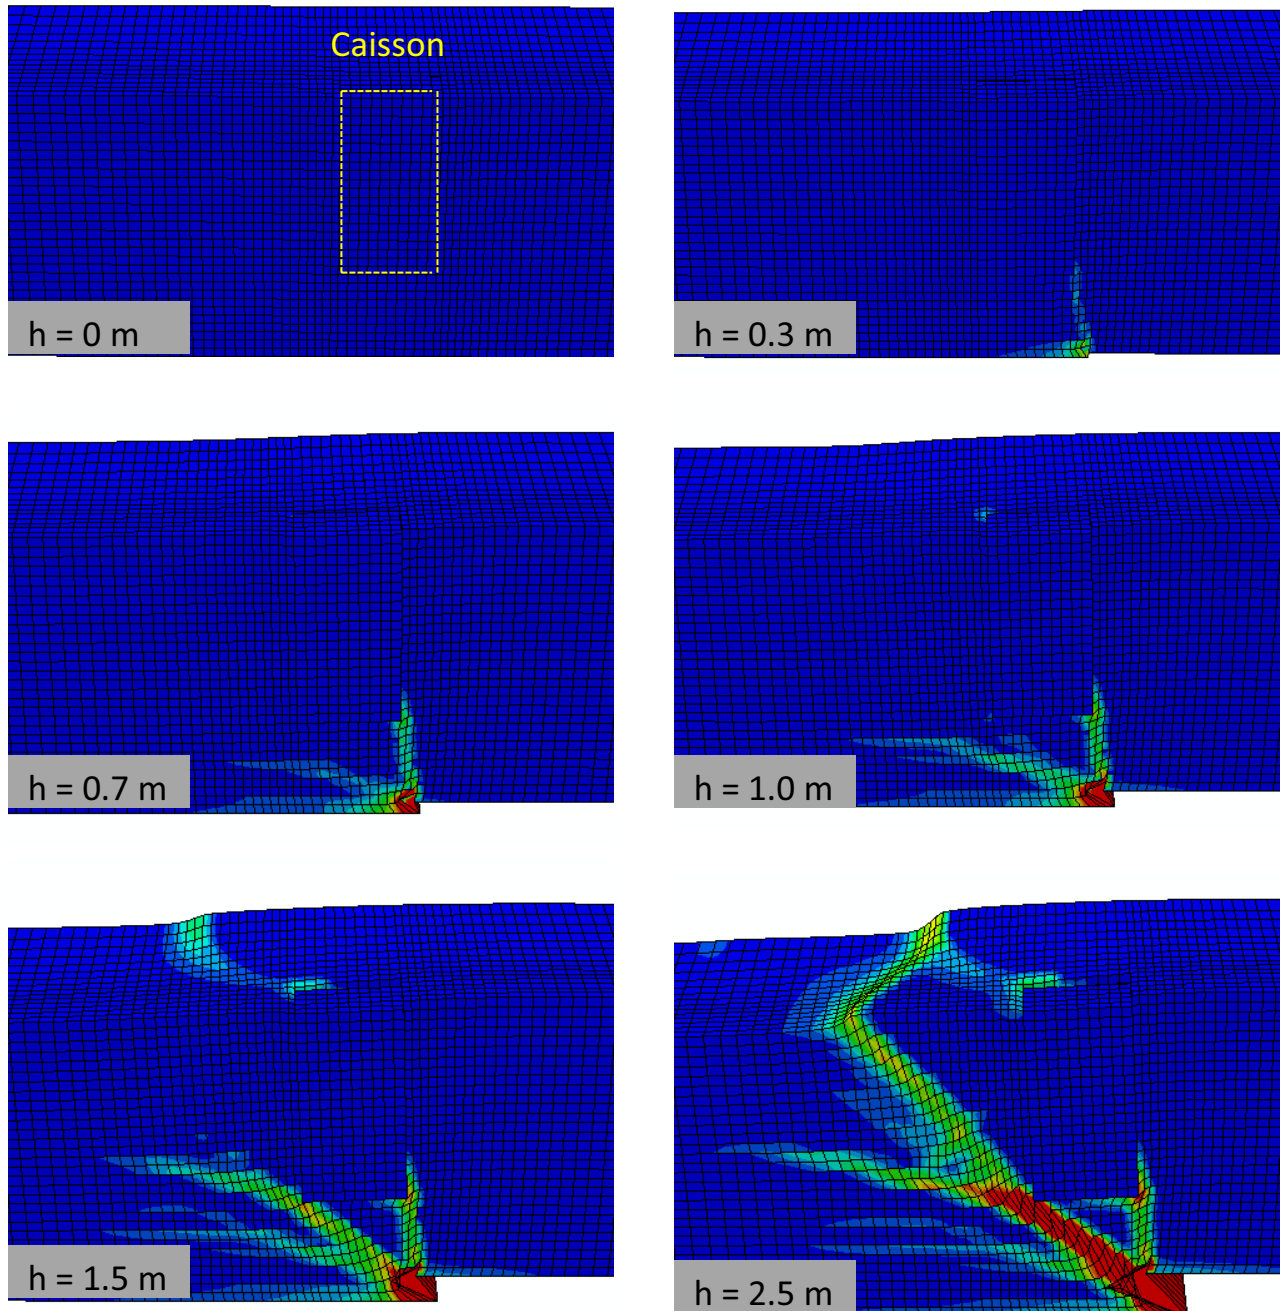 Caisson
h = 0 m
h = 0.3 m
h = 0.7 m
h = 1.0 m
h = 1.5 m
h = 2.5 m